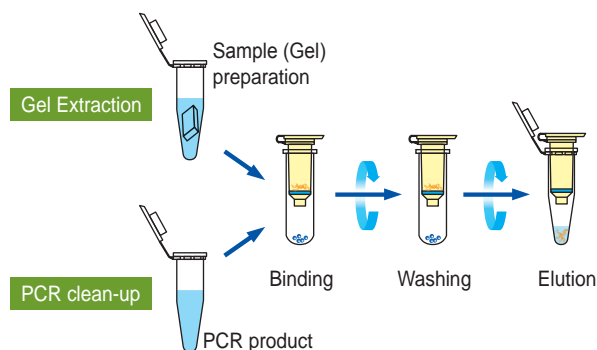 Sample (Gel)
preparation
Gel Extraction
Binding
Washing
Elution
PCR clean-up
PCR product